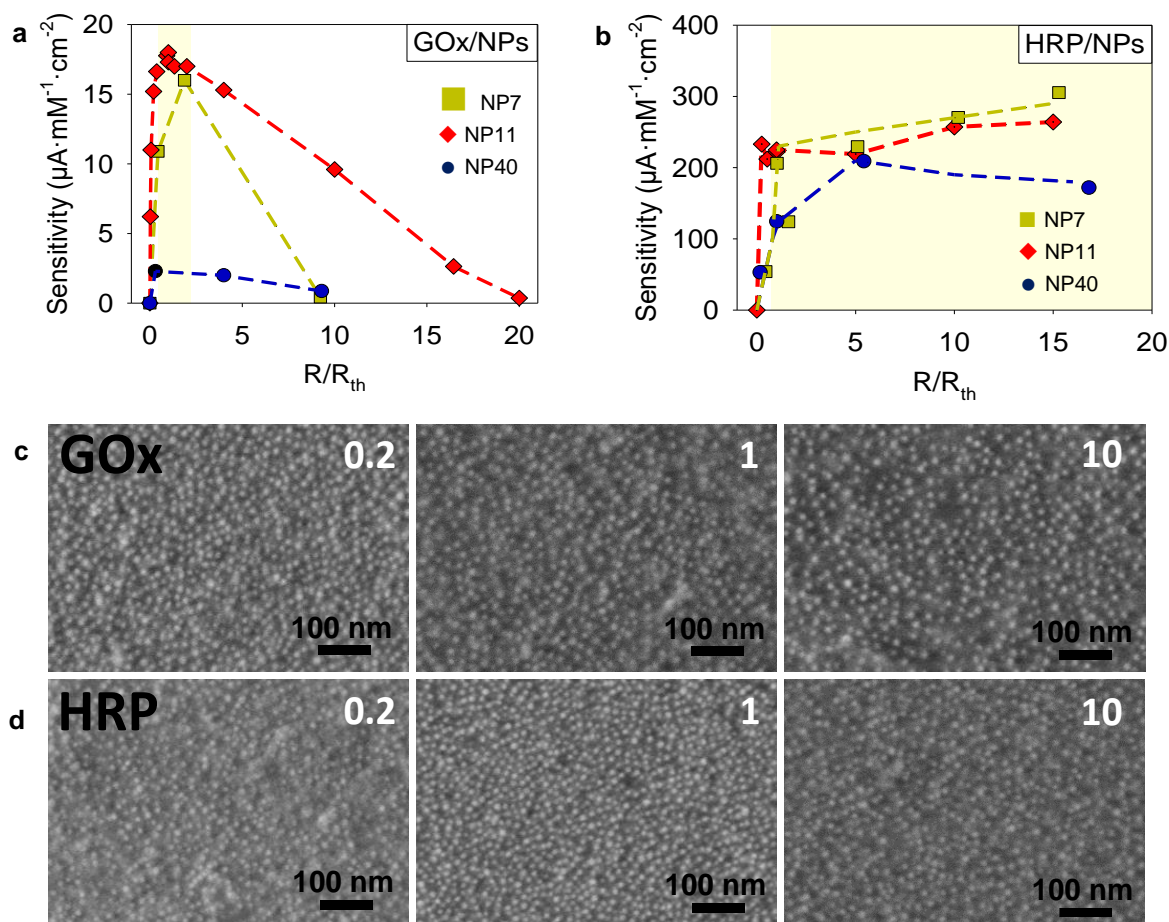 a
GOx/NPs
Sensitivity (µA·mM⁻¹·cm⁻²)
20
15
10
5
0
NP7
NP11
NP40
0 5 10 15 20
R/Rth
b
HRP/NPs
Sensitivity (µA·mM⁻¹·cm⁻²)
400
300
200
100
0
NP7
NP11
NP40
0 5 10 15 20
R/Rth
c
GOx 0.2
100 nm
1
100 nm
10
100 nm
d
HRP 0.2
100 nm
1
100 nm
10
100 nm